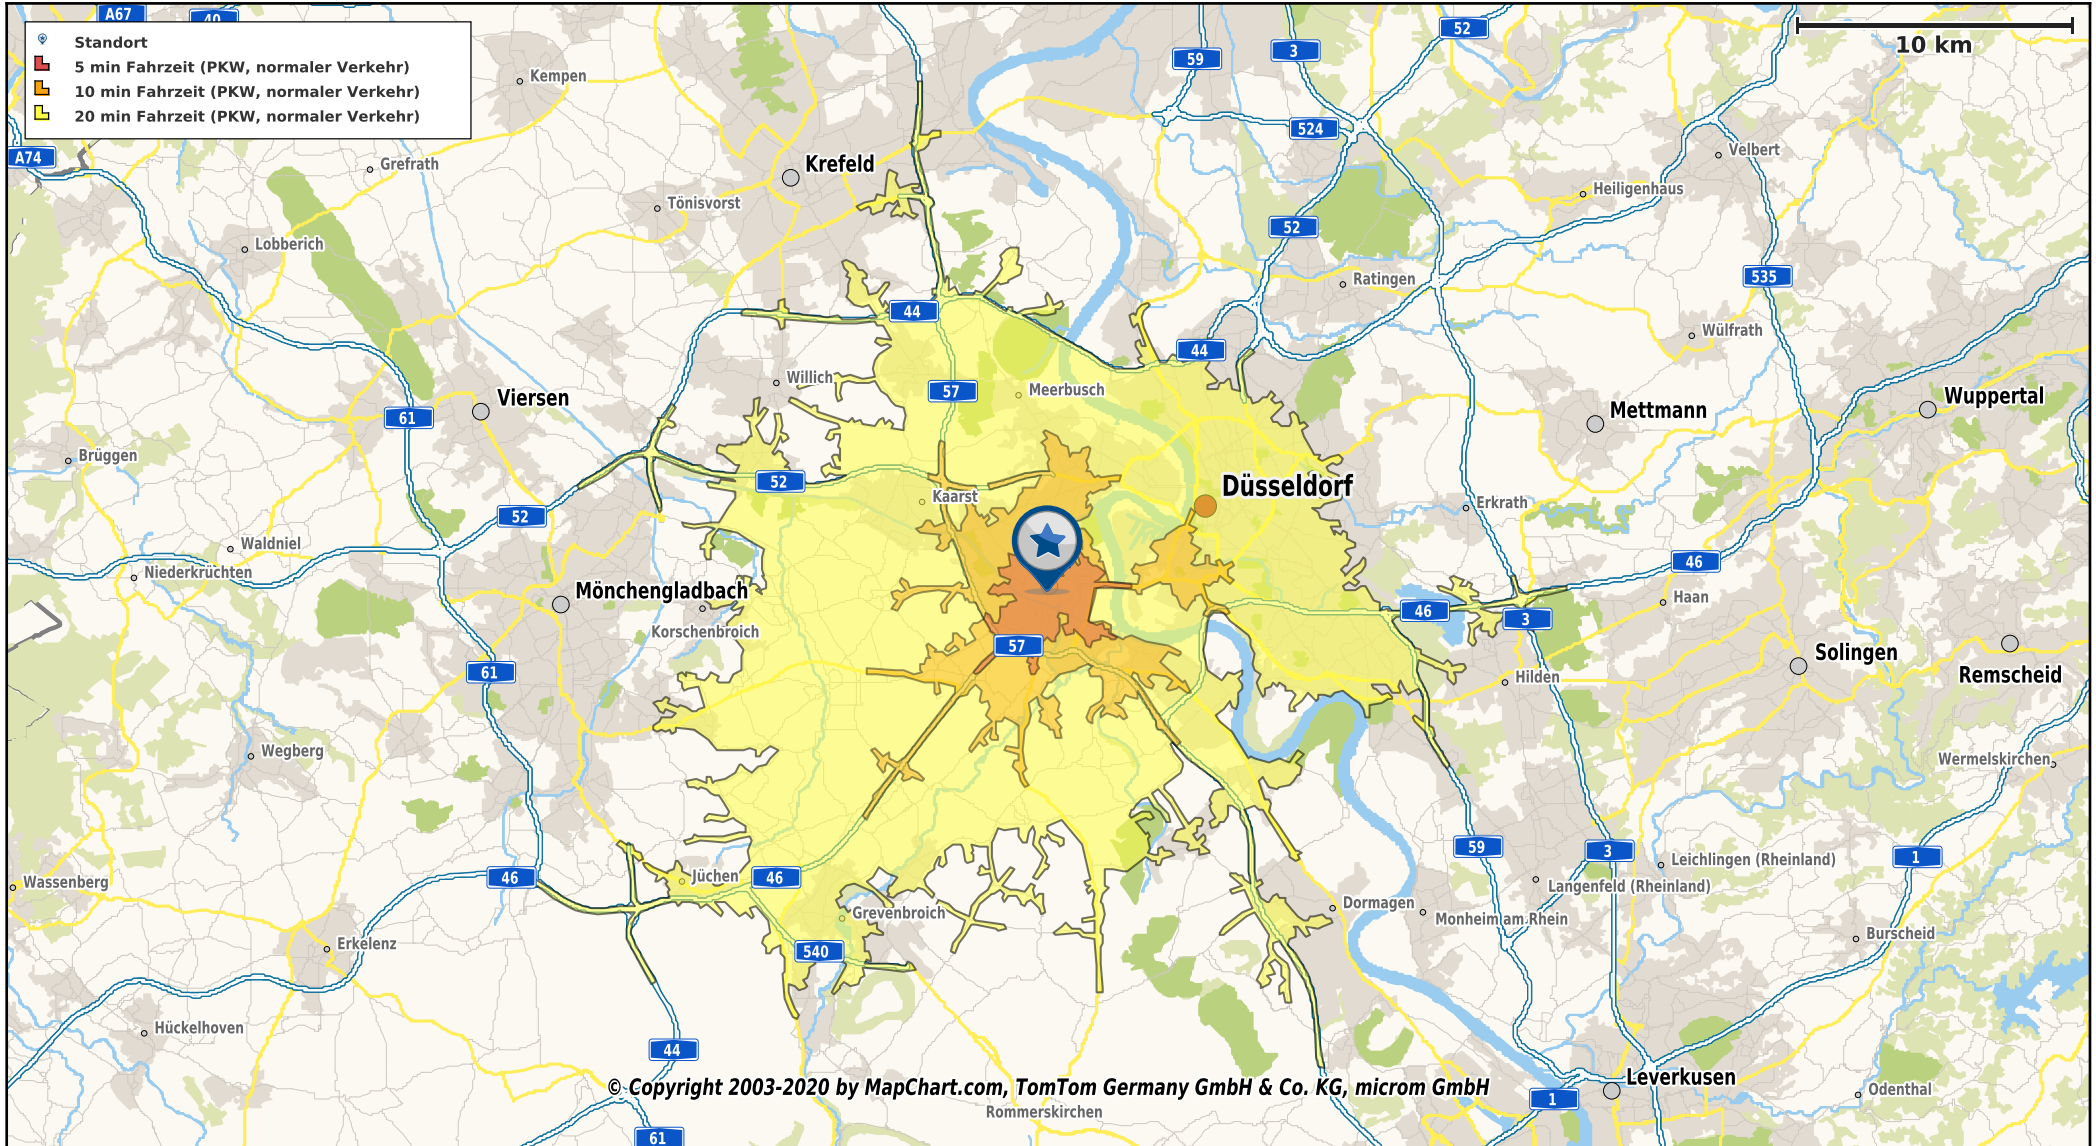 A67
40
52
10 km
Standort
5 min Fahrzeit (PKW, normaler Verkehr)
10 min Fahrzeit (PKW, normaler Verkehr)
20 min Fahrzeit (PKW, normaler Verkehr)
59
3
Kempen
524
A74
Grefrath
Krefeld
Velbert
Heiligenhaus
Tönisvorst
52
Lobberich
Ratingen
535
44
Wülfrath
44
Willich
57
Meerbusch
Viersen
61
Mettmann
Wuppertal
Brüggen
52
Kaarst
Düsseldorf
Erkrath
52
Waldniel
Niederkrüchten
46
Mönchengladbach
Korschenbroich
46
3
Haan
57
Solingen
Remscheid
61
Hilden
Wegberg
Wermelskirchen
59
3
1
Leichlingen (Rheinland)
Wassenberg
46
Jüchen
46
Langenfeld (Rheinland)
Grevenbroich
Dormagen
Monheim am Rhein
Burscheid
Erkelenz
540
Hückelhoven
44
© Copyright 2003-2020 by MapChart.com, TomTom Germany GmbH & Co. KG, microm GmbH
Leverkusen
Odenthal
1
Rommerskirchen
61